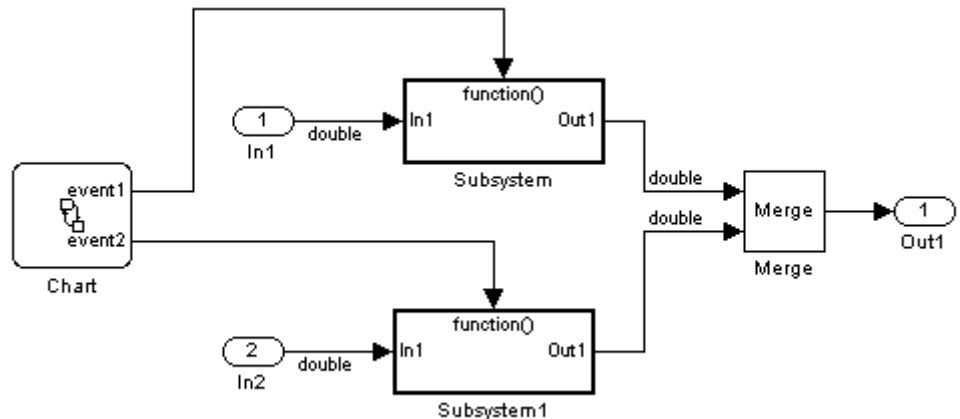 function()
In1
Out1
Subsystem
1
double
In1
event1
event2
Chart
double
double
Merge
Merge
1
Out1
function()
In1
Out1
Subsystem1
2
double
In2